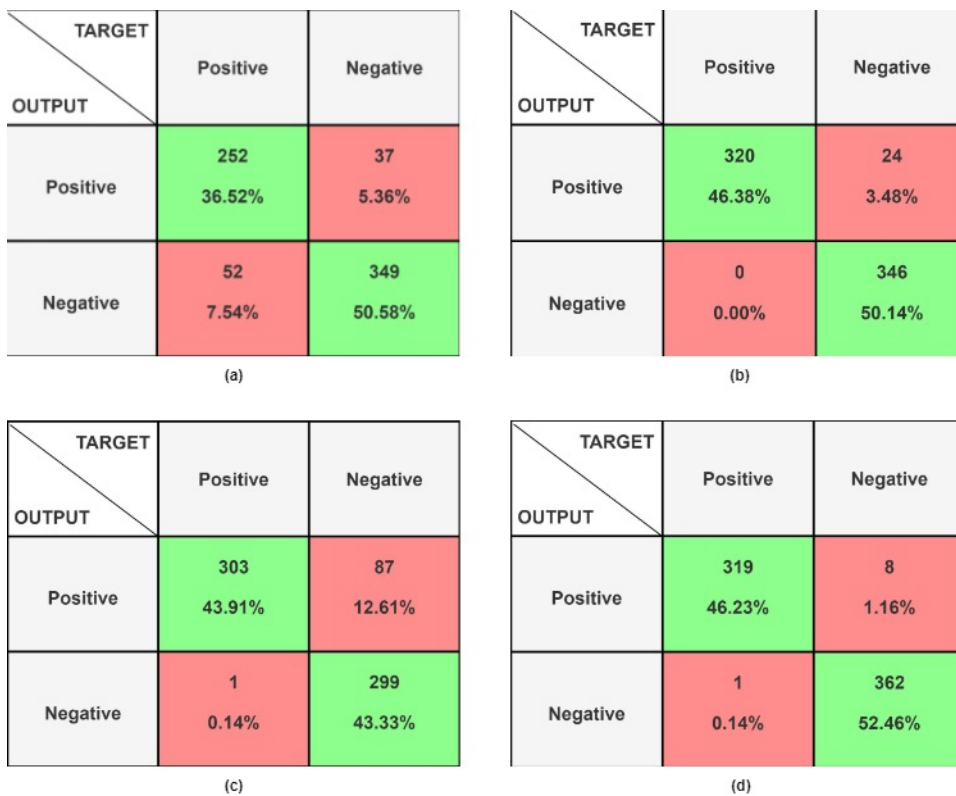 TARGET
Positive Negative
OUTPUT
Positive 252 37
36.52% 5.36%
Negative 52 349
7.54% 50.58%
(a)
TARGET
Positive Negative
OUTPUT
Positive 320 24
46.38% 3.48%
Negative 0 346
0.00% 50.14%
(b)
TARGET
Positive Negative
OUTPUT
Positive 303 87
43.91% 12.61%
Negative 1 299
0.14% 43.33%
(c)
TARGET
Positive Negative
OUTPUT
Positive 319 8
46.23% 1.16%
Negative 1 362
0.14% 52.46%
(d)